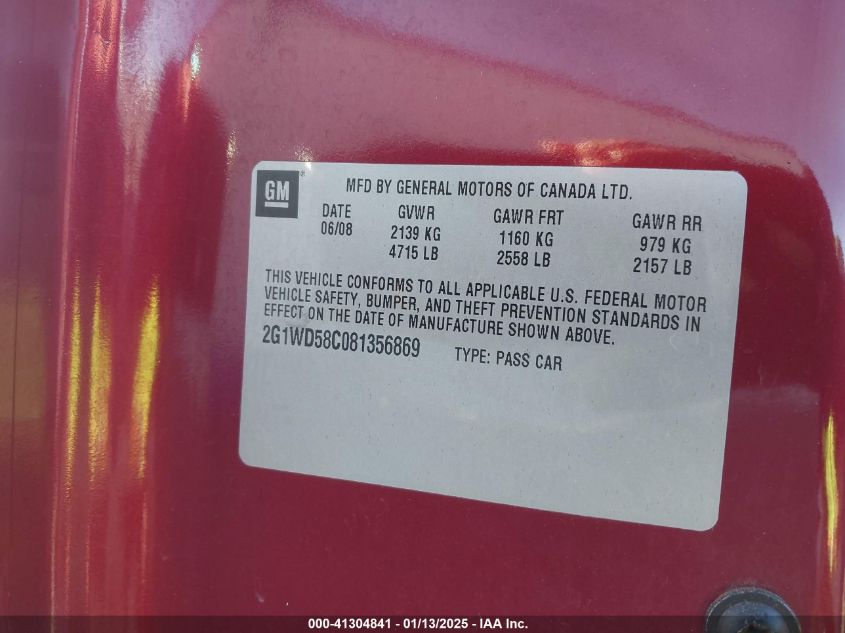 GM ®
MFD BY GENERAL MOTORS OF CANADA LTD.
DATE GVWR GAWR FRT GAWR RR
06/08 2139 KG 1160 KG 979 KG
4715 LB 2558 LB 2157 LB
THIS VEHICLE CONFORMS TO ALL APPLICABLE U.S. FEDERAL MOTOR
VEHICLE SAFETY, BUMPER, AND THEFT PREVENTION STANDARDS IN
EFFECT ON THE DATE OF MANUFACTURE SHOWN ABOVE.
2G1WD58C081356869 TYPE: PASS CAR
000-41304841 - 01/13/2025 - IAA Inc.